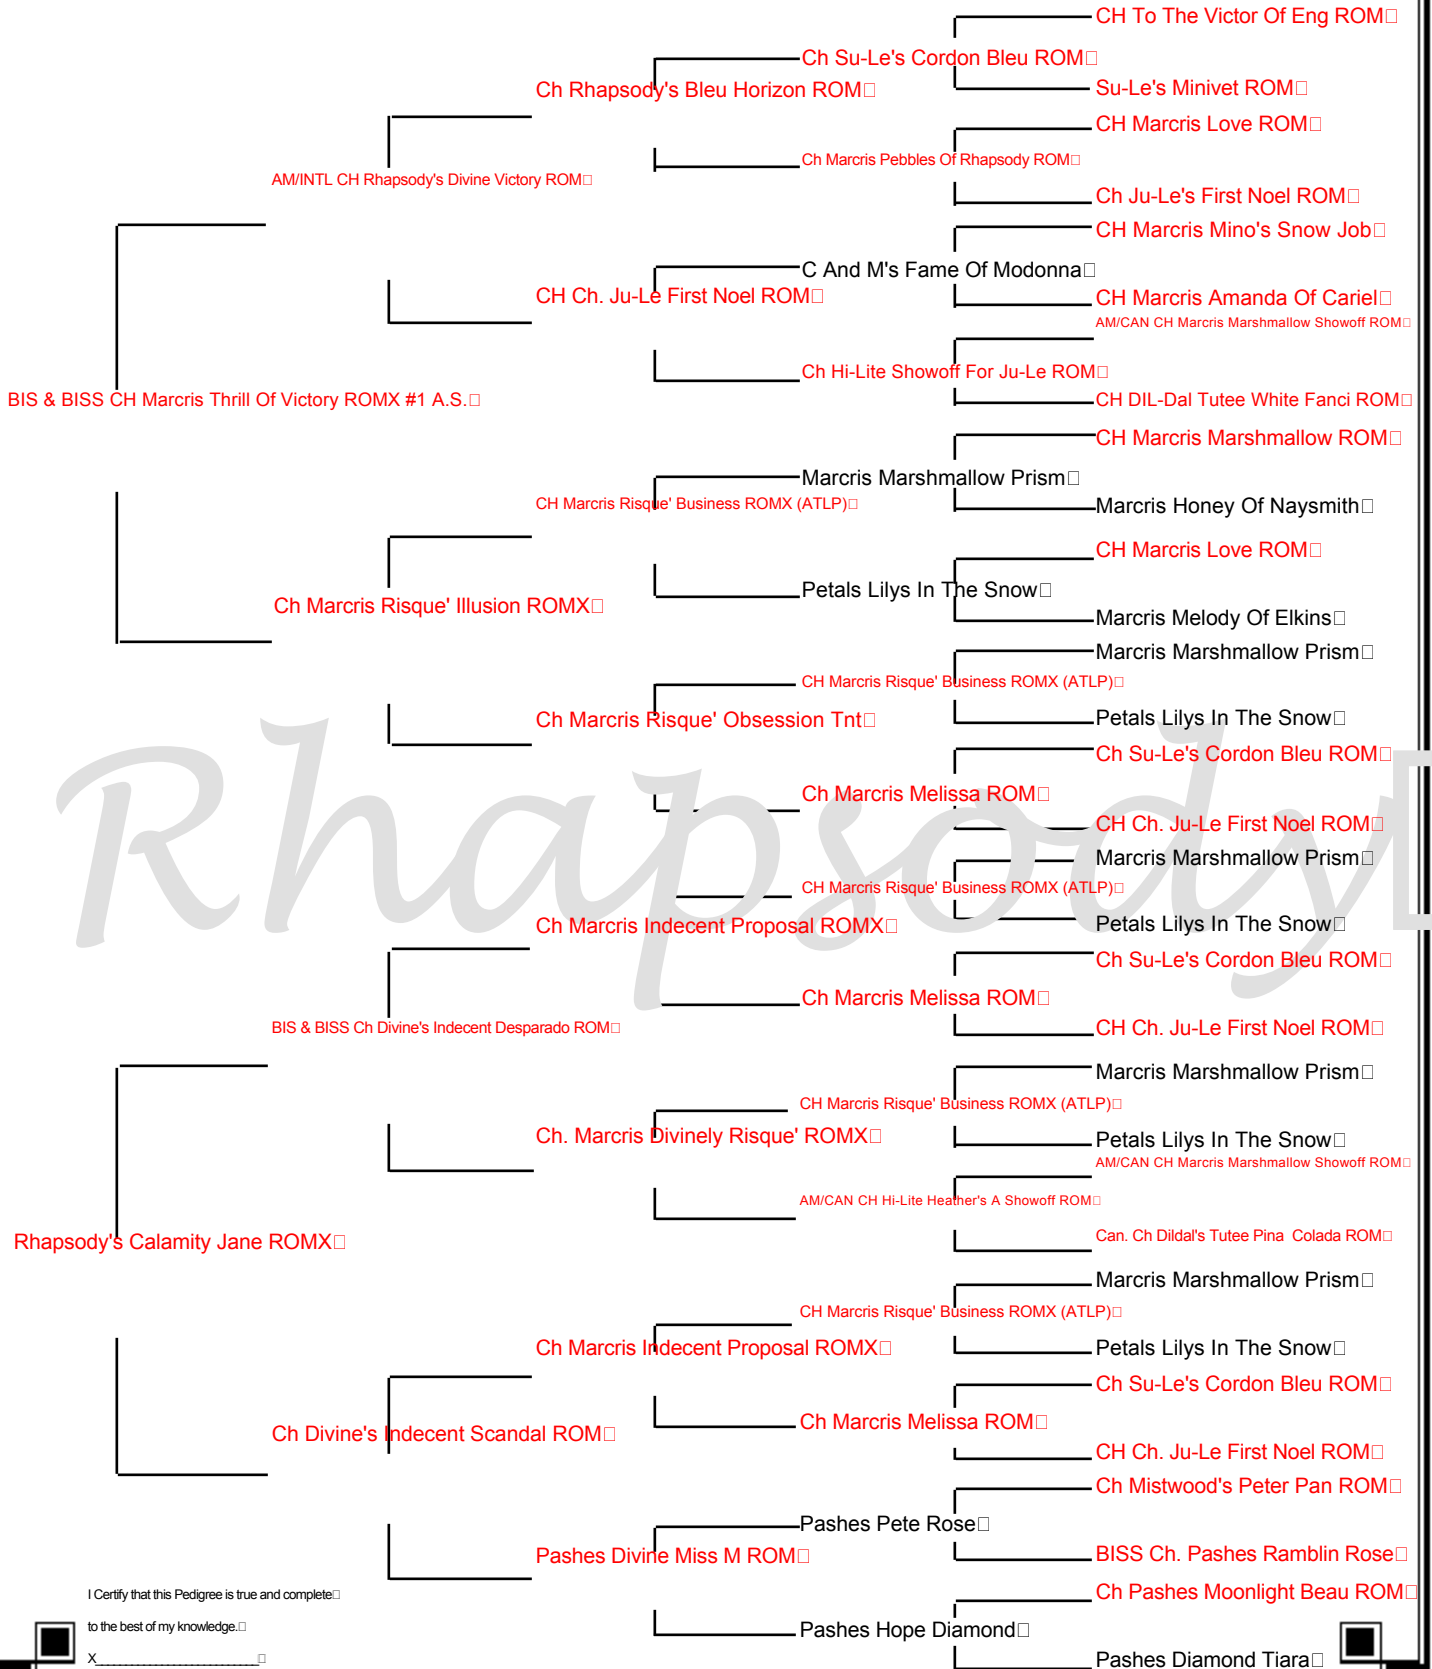 CH To The Victor Of Eng ROM
Ch Su-Le's Cordon Bleu ROM
Ch Rhapsody's Bleu Horizon ROM
Su-Le's Minivet ROM
CH Marcris Love ROM
Ch Marcris Pebbles Of Rhapsody ROM
AM/INTL CH Rhapsody's Divine Victory ROM
Ch Ju-Le's First Noel ROM
CH Marcris Mino's Snow Job
C And M's Fame Of Modonna
CH Ch. Ju-Le First Noel ROM
CH Marcris Amanda Of Cariel
AM/CAN CH Marcris Marshmallow Showoff ROM
Ch Hi-Lite Showoff For Ju-Le ROM
BIS & BISS CH Marcris Thrill Of Victory ROMX #1 A.S.
CH DIL-Dal Tutee White Fanci ROM
CH Marcris Marshmallow ROM
Marcris Marshmallow Prism
CH Marcris Risque' Business ROMX (ATLP)
Marcris Honey Of Naysmith
CH Marcris Love ROM
Petals Lilys In The Snow
Ch Marcris Risque' Illusion ROMX
Marcris Melody Of Elkins
Marcris Marshmallow Prism
CH Marcris Risque' Business ROMX (ATLP)
Ch Marcris Risque' Obsession Tnt
Petals Lilys In The Snow
Ch Su-Le's Cordon Bleu ROM
Ch Marcris Melissa ROM
CH Ch. Ju-Le First Noel ROM
Rhapsody
Marcris Marshmallow Prism
CH Marcris Risque' Business ROMX (ATLP)
Ch Marcris Indecent Proposal ROMX
Petals Lilys In The Snow
Ch Su-Le's Cordon Bleu ROM
Ch Marcris Melissa ROM
BIS & BISS Ch Divine's Indecent Desparado ROM
CH Ch. Ju-Le First Noel ROM
Marcris Marshmallow Prism
CH Marcris Risque' Business ROMX (ATLP)
Ch. Marcris Divinely Risque' ROMX
Petals Lilys In The Snow
AM/CAN CH Marcris Marshmallow Showoff ROM
AM/CAN CH Hi-Lite Heather's A Showoff ROM
Rhapsody's Calamity Jane ROMX
Can. Ch Dildal's Tutee Pina Colada ROM
Marcris Marshmallow Prism
CH Marcris Risque' Business ROMX (ATLP)
Ch Marcris Indecent Proposal ROMX
Petals Lilys In The Snow
Ch Su-Le's Cordon Bleu ROM
Ch Marcris Melissa ROM
Ch Divine's Indecent Scandal ROM
CH Ch. Ju-Le First Noel ROM
Ch Mistwood's Peter Pan ROM
Pashes Pete Rose
Pashes Divine Miss M ROM
BISS Ch. Pashes Ramblin Rose
Ch Pashes Moonlight Beau ROM
Pashes Hope Diamond
Pashes Diamond Tiara
I Certify that this Pedigree is true and complete
to the best of my knowledge.
X___________________________